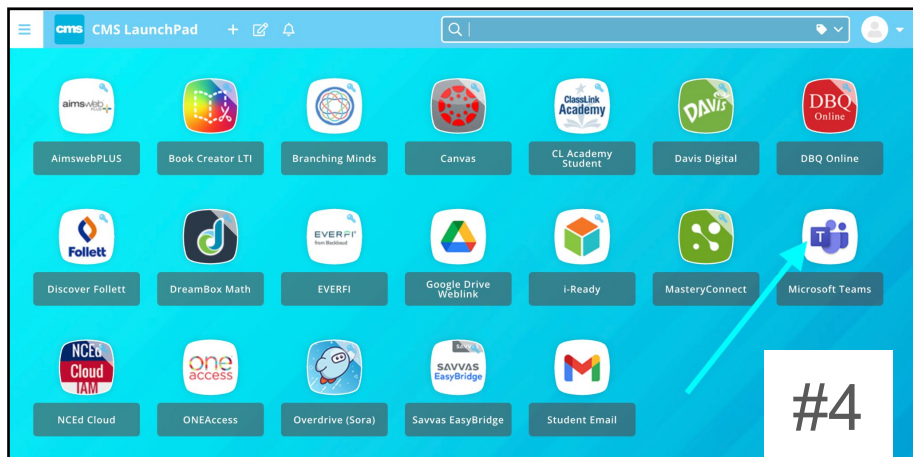 cms CMS LaunchPad
aimsweb PLUS
ClassLink
Academy
DAVIS
DBQ
Online
AimswebPLUS
Book Creator LTI
Branching Minds
Canvas
CL Academy
Student
Davis Digital
DBQ Online
Follett
d
EVERFI
from Blackbaud
T
Discover Follett
DreamBox Math
EVERFI
Google Drive
Weblink
i-Ready
MasteryConnect
Microsoft Teams
NCEd
Cloud
IAM
one
access
SAVVAS
EasyBridge
NCEd Cloud
ONEAccess
Overdrive (Sora)
Savvas EasyBridge
Student Email
#4